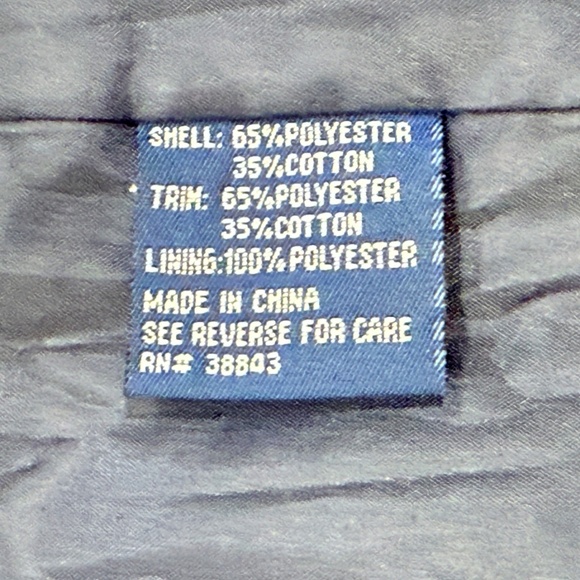 SHELL: 65%POLYESTER
35%COTTON
TRIM: 65%POLYESTER
35%COTTON
LINING:100%POLYESTER
MADE IN CHINA
SEE REVERSE FOR CARE
RN# 38843